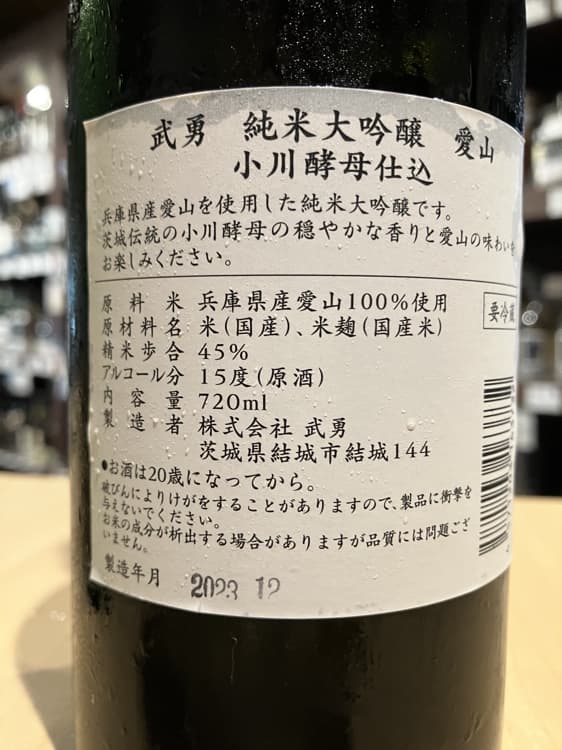 武勇 純米大吟醸 愛山
小川酵母仕込
兵庫県産愛山を使用した純米大吟醸です。
茨城伝統の小川酵母の穏やかな香りと愛山の味わいを
お楽しみください。
原料米 兵庫県産愛山100%使用
原材料名 米(国産)、米麹(国産米)
精米歩合 45%
アルコール分 15度(原酒)
内容量 720ml
製造者 株式会社 武勇
茨城県結城市結城144
要冷蔵
●お酒は20歳になってから。
破びんによりけがをすることがありますので、製品に衝撃を
与えないでください。
お米の成分が析出する場合がありますが品質には問題ござ
いません。
製造年月 2023 12